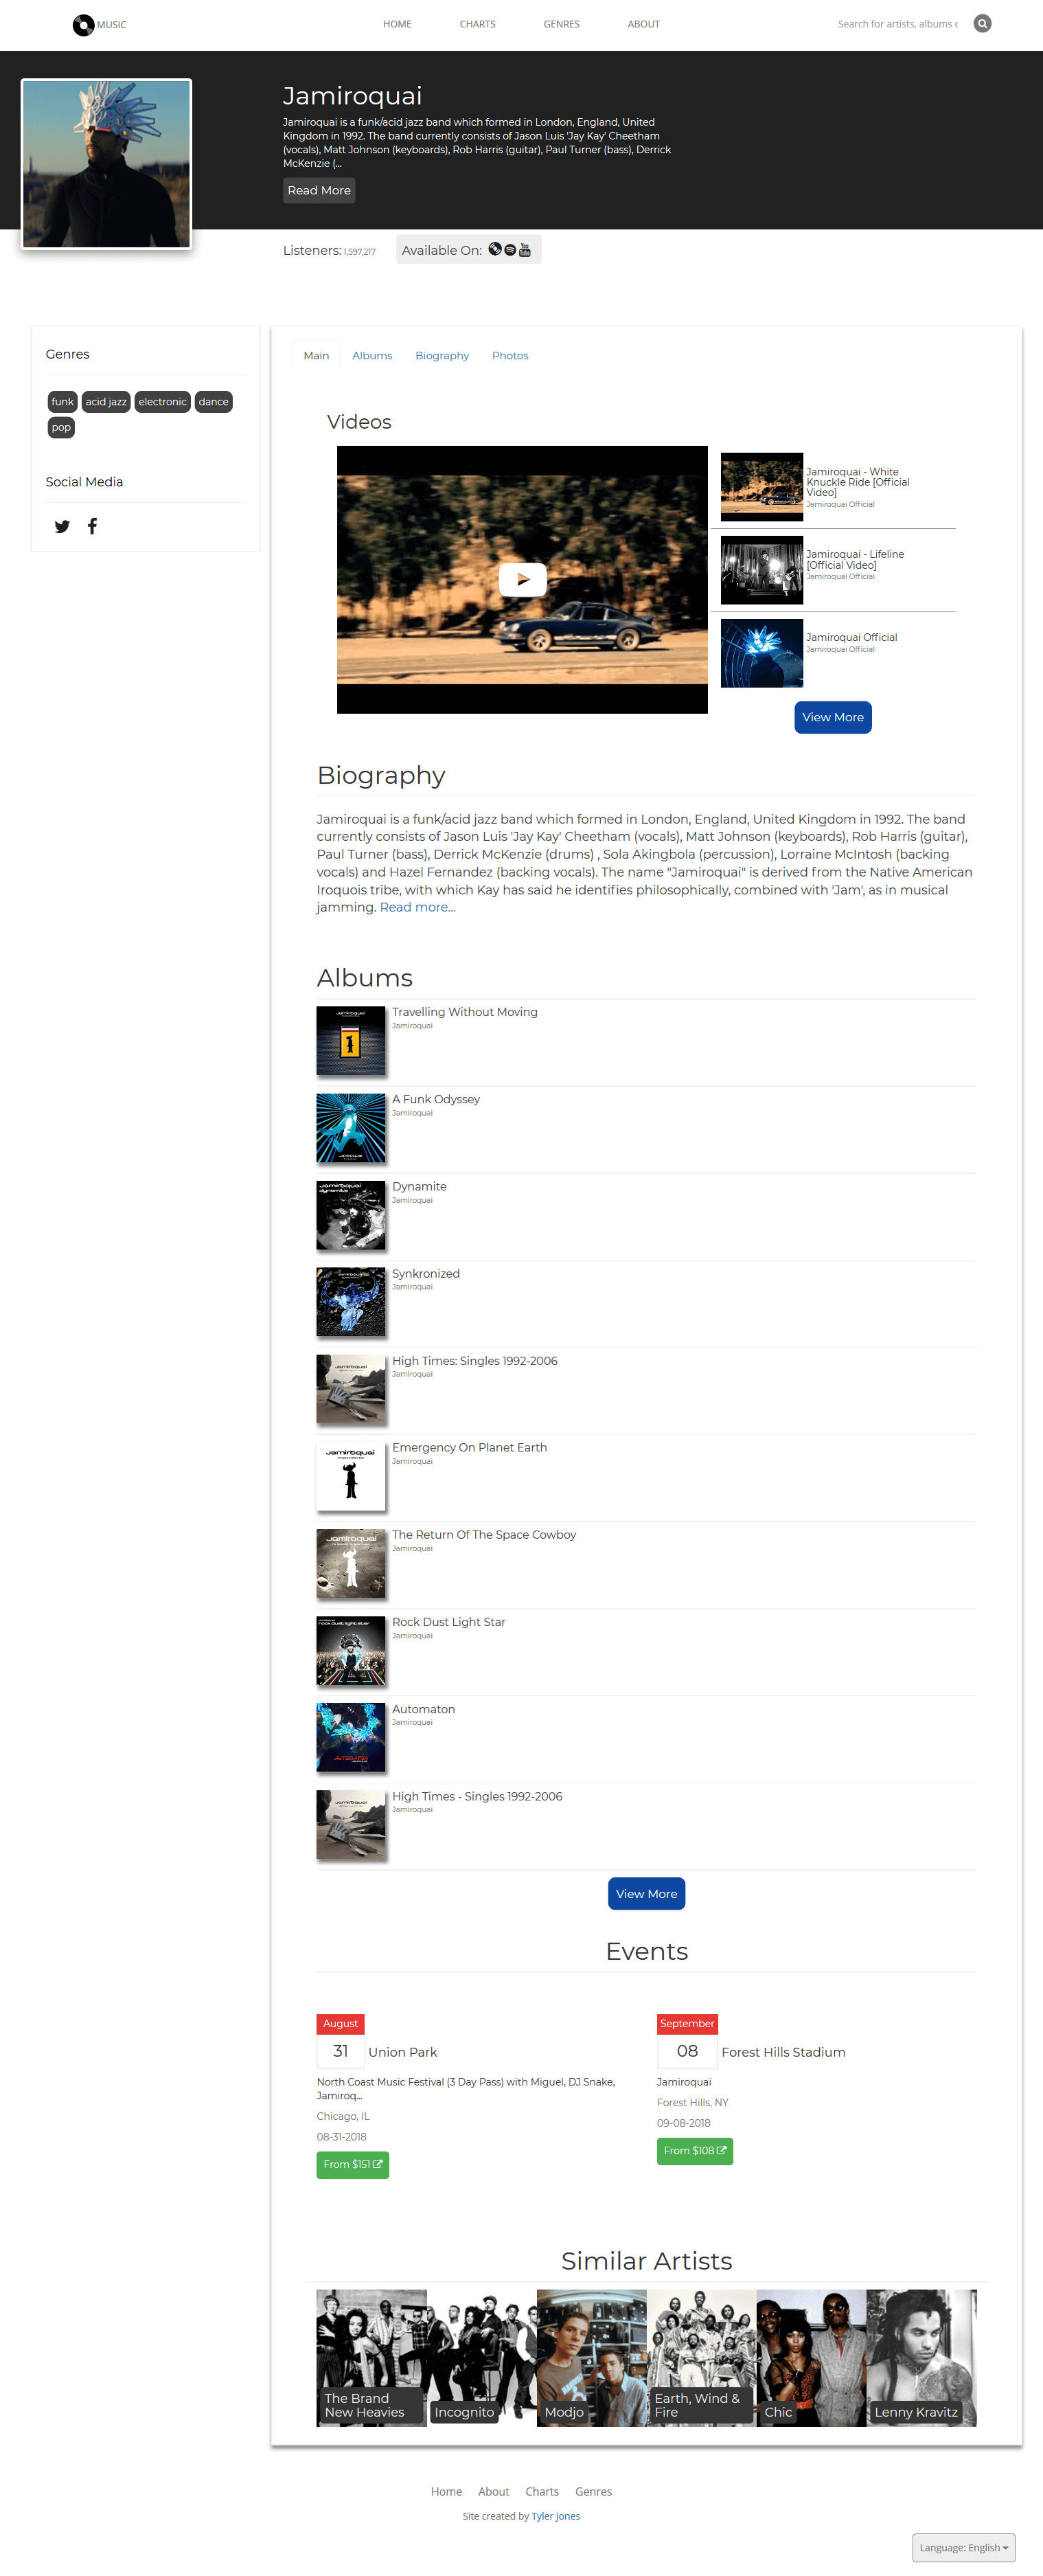 MUSIC
HOME CHARTS GENRES ABOUT
Search for artists, albums
Jamiroquai
Jamiroquai is a funk/acid jazz band which formed in London, England, United
Kingdom in 1992. The band currently consists of Jason Luis 'Jay Kay' Cheetham
(vocals), Matt Johnson (keyboards), Rob Harris (guitar), Paul Turner (bass), Derrick
McKenzie (...
Read More
Listeners: 1,597,217
Available On:
You
Tube
Genres
funk acid jazz electronic dance
pop
Social Media
Main Albums Biography Photos
Videos
Jamiroquai - White
Knuckle Ride [Official
Video]
Jamiroquai Official
Jamiroquai - Lifeline
[Official Video]
Jamiroquai Official
Jamiroquai Official
Jamiroquai Official
View More
Biography
Jamiroquai is a funk/acid jazz band which formed in London, England, United Kingdom in 1992. The band
currently consists of Jason Luis 'Jay Kay' Cheetham (vocals), Matt Johnson (keyboards), Rob Harris (guitar),
Paul Turner (bass), Derrick McKenzie (drums) , Sola Akingbola (percussion), Lorraine McIntosh (backing
vocals) and Hazel Fernandez (backing vocals). The name "Jamiroquai" is derived from the Native American
Iroquois tribe, with which Kay has said he identifies philosophically, combined with 'Jam', as in musical
jamming. Read more...
Albums
Travelling Without Moving
Jamiroquai
A Funk Odyssey
Jamiroquai
Dynamite
Jamiroquai
Synkronized
Jamiroquai
High Times: Singles 1992-2006
Jamiroquai
Emergency On Planet Earth
Jamiroquai
The Return Of The Space Cowboy
Jamiroquai
Rock Dust Light Star
Jamiroquai
Automaton
Jamiroquai
High Times - Singles 1992-2006
Jamiroquai
View More
Events
August
31 Union Park
North Coast Music Festival (3 Day Pass) with Miguel, DJ Snake,
Jamiroq...
Chicago, IL
08-31-2018
From $151
September
08 Forest Hills Stadium
Jamiroquai
Forest Hills, NY
09-08-2018
From $108
Similar Artists
The Brand
New Heavies
Incognito
Modjo
Earth, Wind &
Fire
Chic
Lenny Kravitz
Home About Charts Genres
Site created by Tyler Jones
Language: English